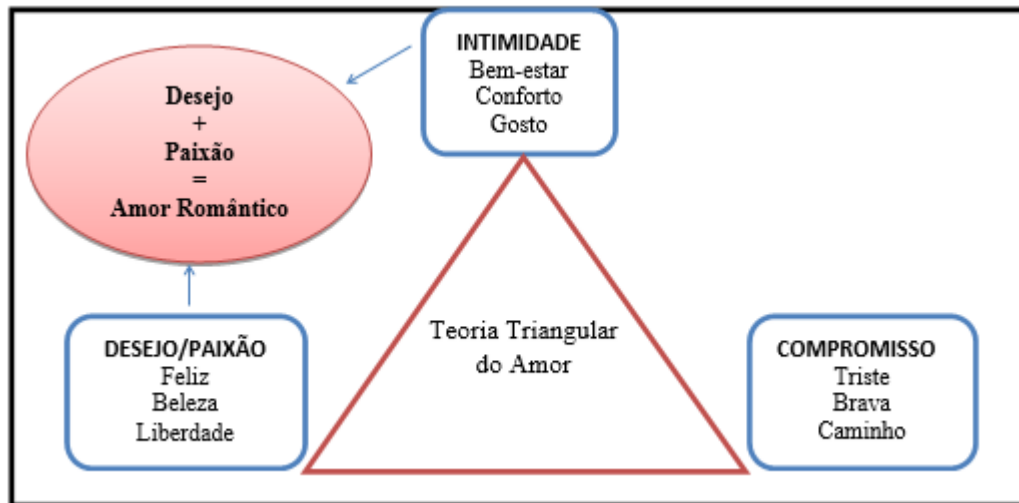 INTIMIDADE
Bem-estar
Conforto
Gosto
Desejo
+
Paixão
=
Amor Romântico
DESEJO/PAIXÃO
Feliz
Beleza
Liberdade
Teoria Triangular
do Amor
COMPROMISSO
Triste
Brava
Caminho